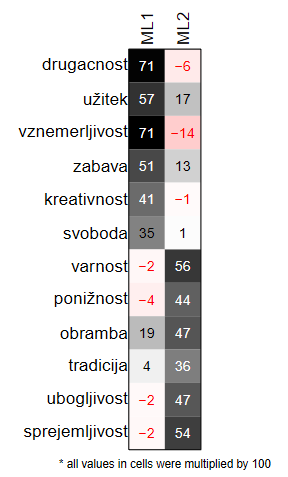 ML1 ML2
drugacnost 71 −6
užitek 57 17
vznemerljivost 71 −14
zabava 51 13
kreativnost 41 −1
svoboda 35 1
varnost −2 56
ponižnost −4 44
obramba 19 47
tradicija 4 36
ubogljivost −2 47
sprejemljivost −2 54
* all values in cells were multiplied by 100